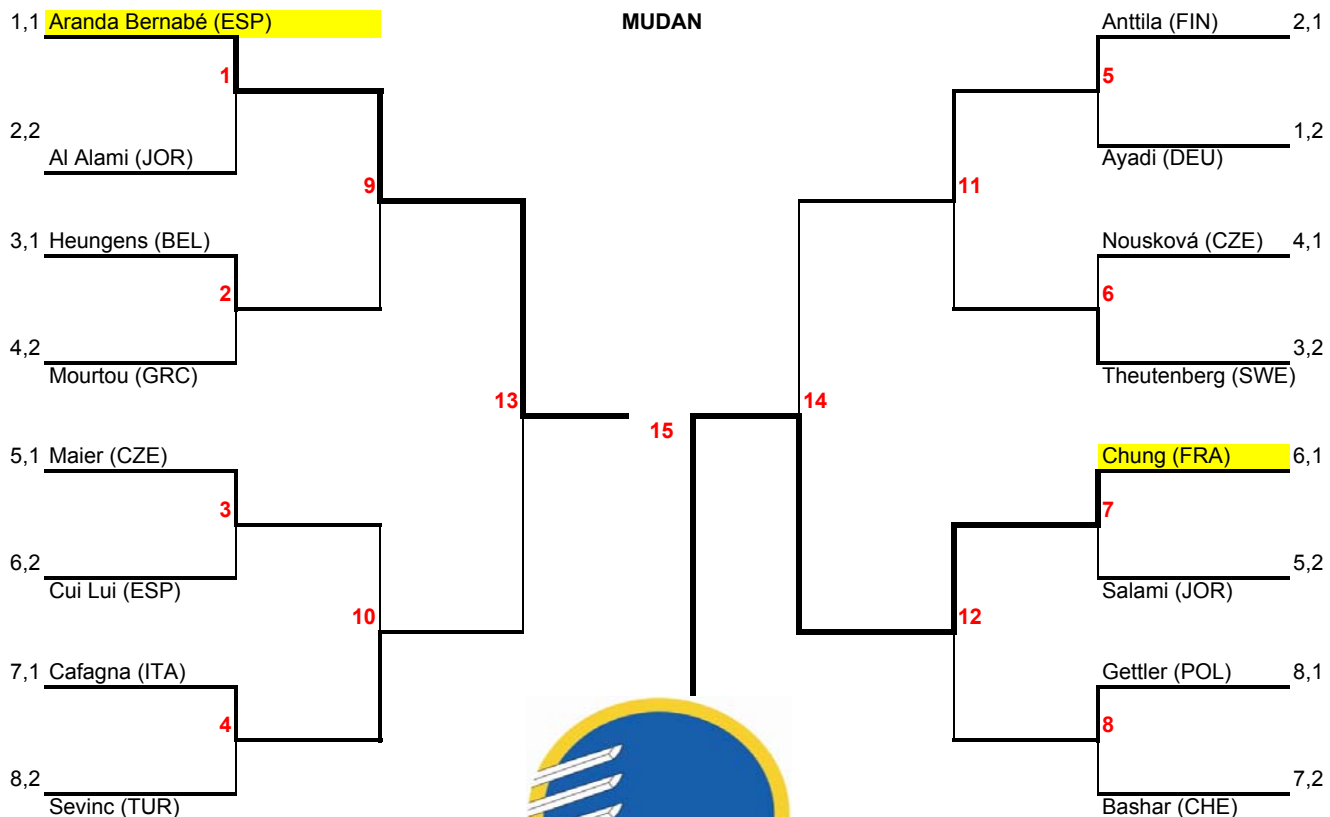 MUDAN
1,1 Aranda Bernabé (ESP)
1
2,2
Al Alami (JOR)
9
3,1 Heungens (BEL)
2
4,2
Mourtou (GRC)
13
5,1 Maier (CZE)
3
6,2
Cui Lui (ESP)
10
7,1 Cafagna (ITA)
4
8,2
Sevinc (TUR)
15
Anttila (FIN) 2,1
5
1,2
Ayadi (DEU)
11
Nousková (CZE) 4,1
6
3,2
Theutenberg (SWE)
14
Chung (FRA) 6,1
7
5,2
Salami (JOR)
12
Gettler (POL) 8,1
8
7,2
Bashar (CHE)